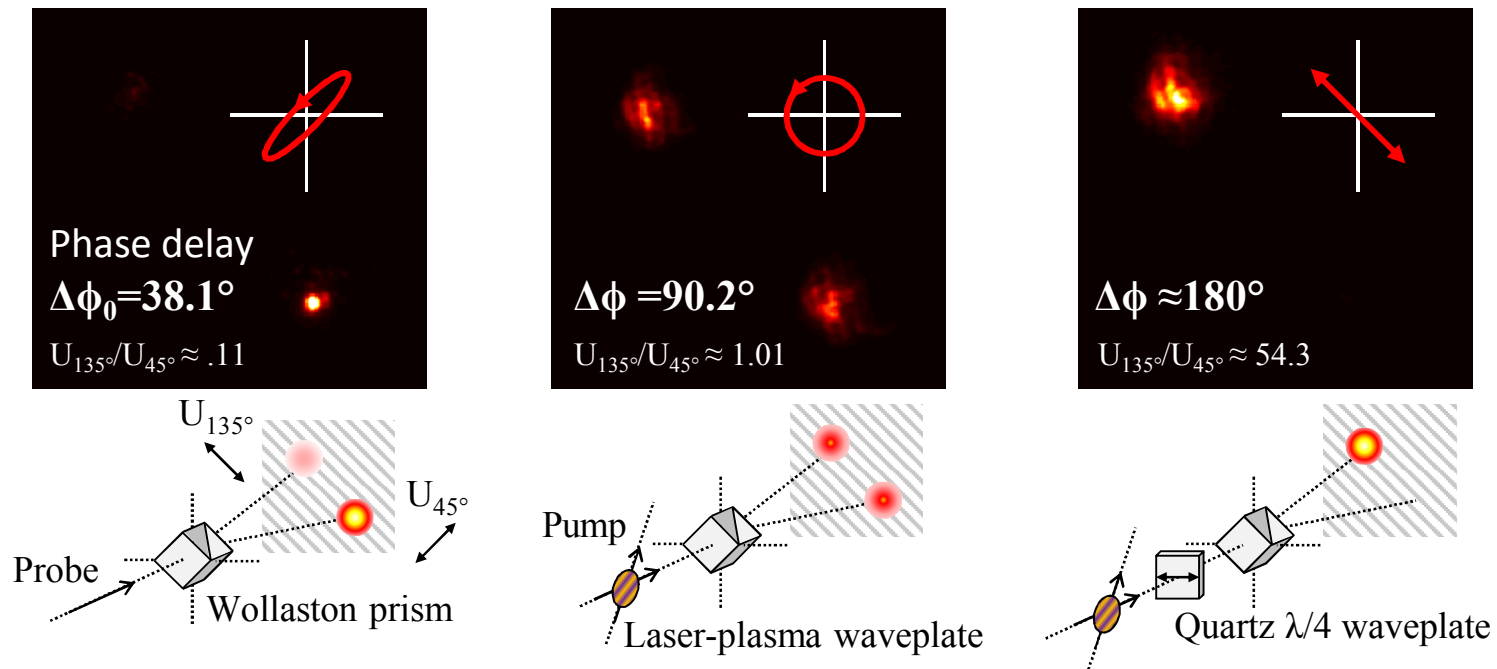 Phase delay
Δϕ₀=38.1°
U₁₃₅°/U₄₅° ≈ .11
Δϕ =90.2°
U₁₃₅°/U₄₅° ≈ 1.01
Δϕ ≈180°
U₁₃₅°/U₄₅° ≈ 54.3
U₁₃₅°
U₄₅°
Probe
Wollaston prism
Pump
Laser-plasma waveplate
Quartz λ/4 waveplate